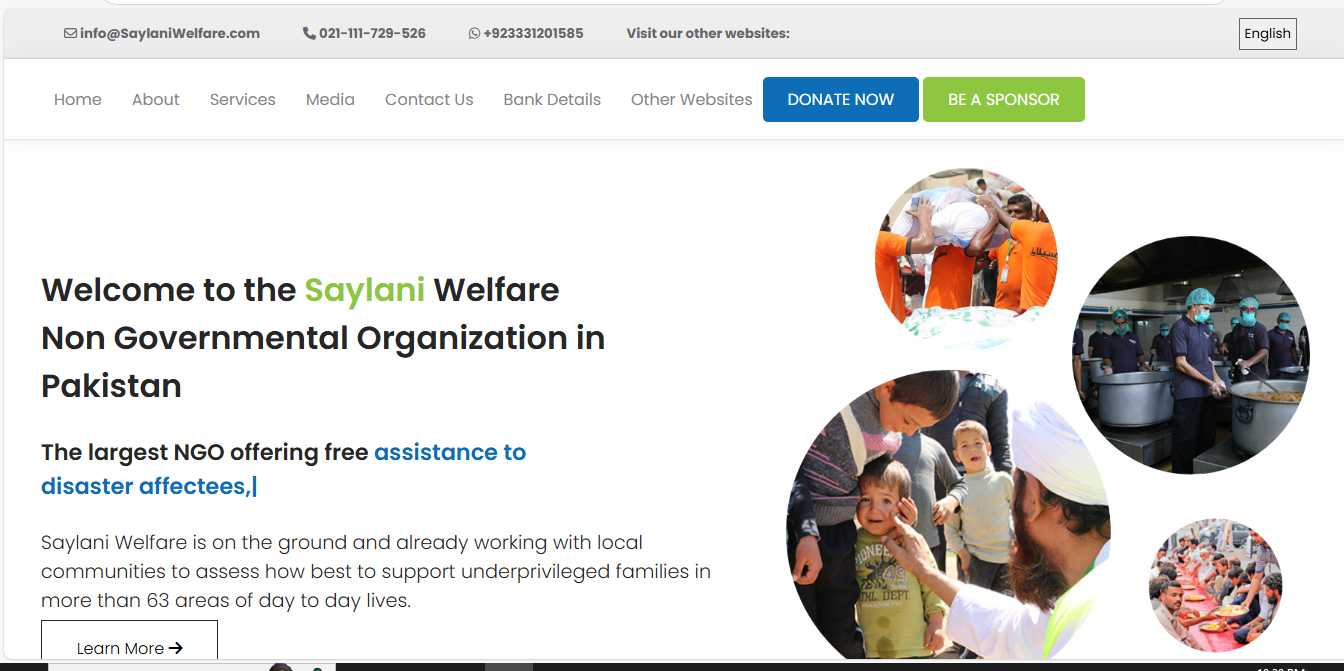 info@SaylaniWelfare.com 021-111-729-526 +923331201585 Visit our other websites: English
Home About Services Media Contact Us Bank Details Other Websites DONATE NOW BE A SPONSOR
Welcome to the Saylani Welfare
Non Governmental Organization in
Pakistan
The largest NGO offering free assistance to
disaster affectees,|
Saylani Welfare is on the ground and already working with local
communities to assess how best to support underprivileged families in
more than 63 areas of day to day lives.
Learn More